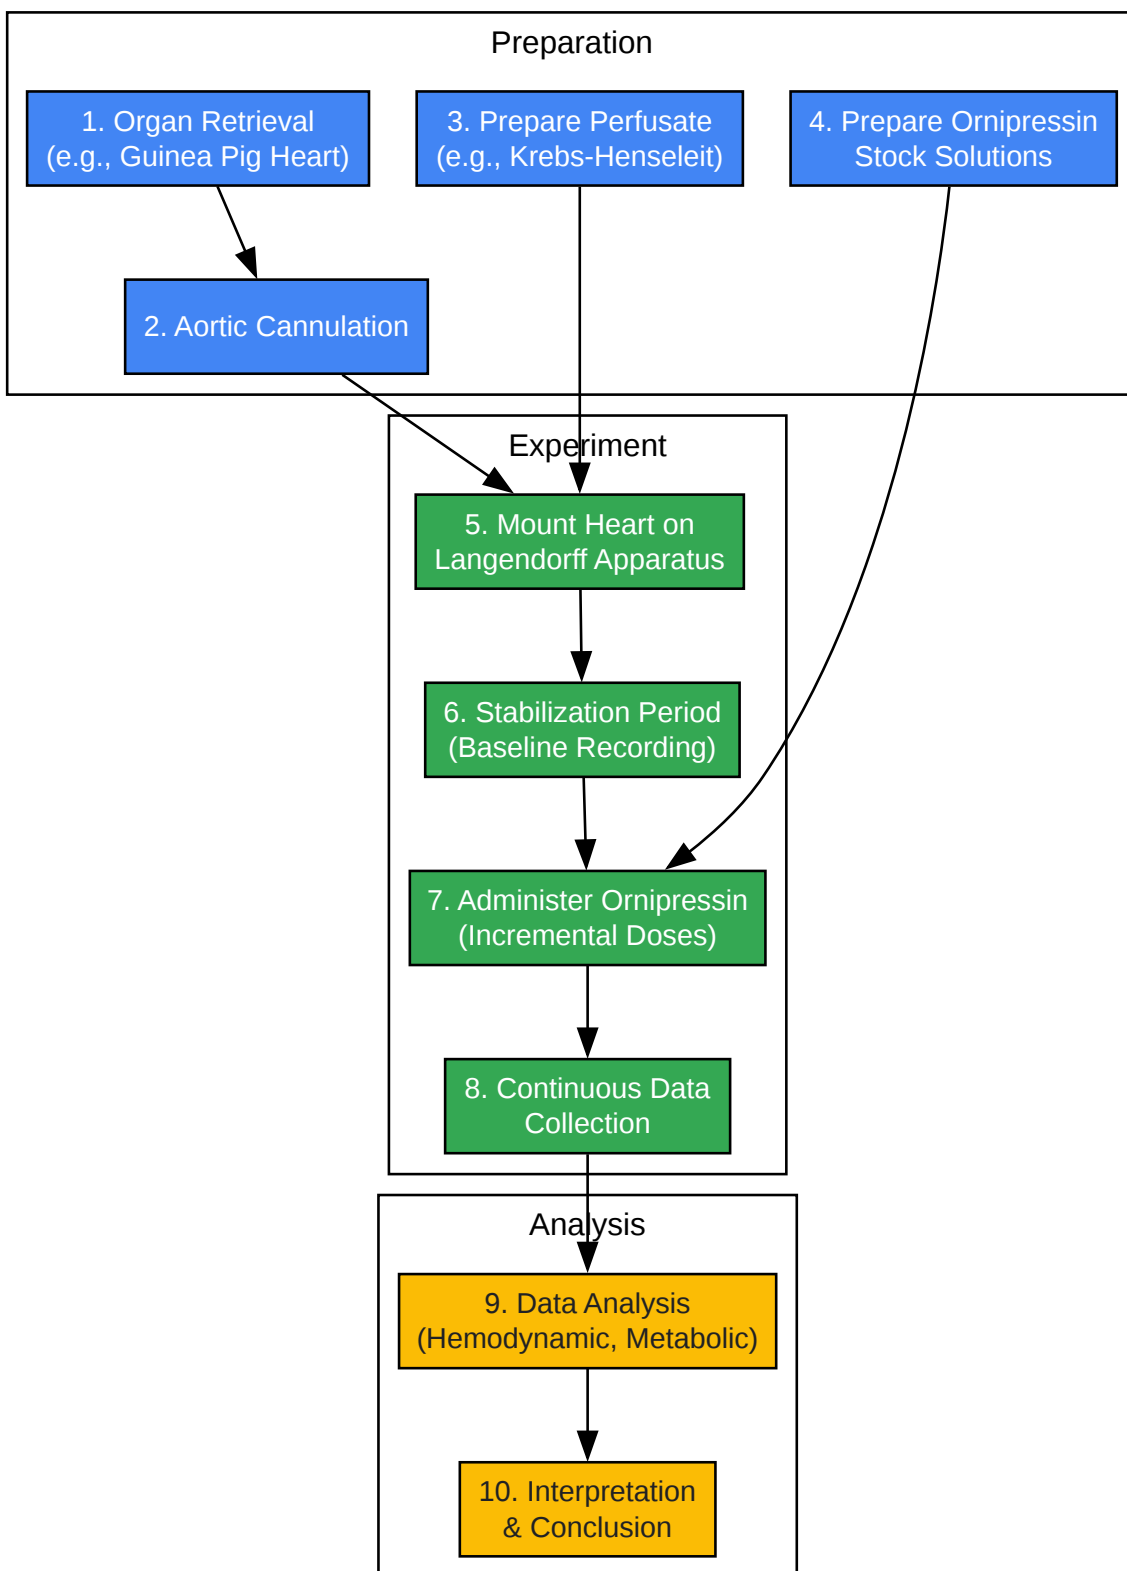 Preparation
1. Organ Retrieval
(e.g., Guinea Pig Heart)
3. Prepare Perfusate
(e.g., Krebs-Henseleit)
4. Prepare Ornipressin
Stock Solutions
2. Aortic Cannulation
Experiment
5. Mount Heart on
Langendorff Apparatus
6. Stabilization Period
(Baseline Recording)
7. Administer Ornipressin
(Incremental Doses)
8. Continuous Data
Collection
Analysis
9. Data Analysis
(Hemodynamic, Metabolic)
10. Interpretation
& Conclusion